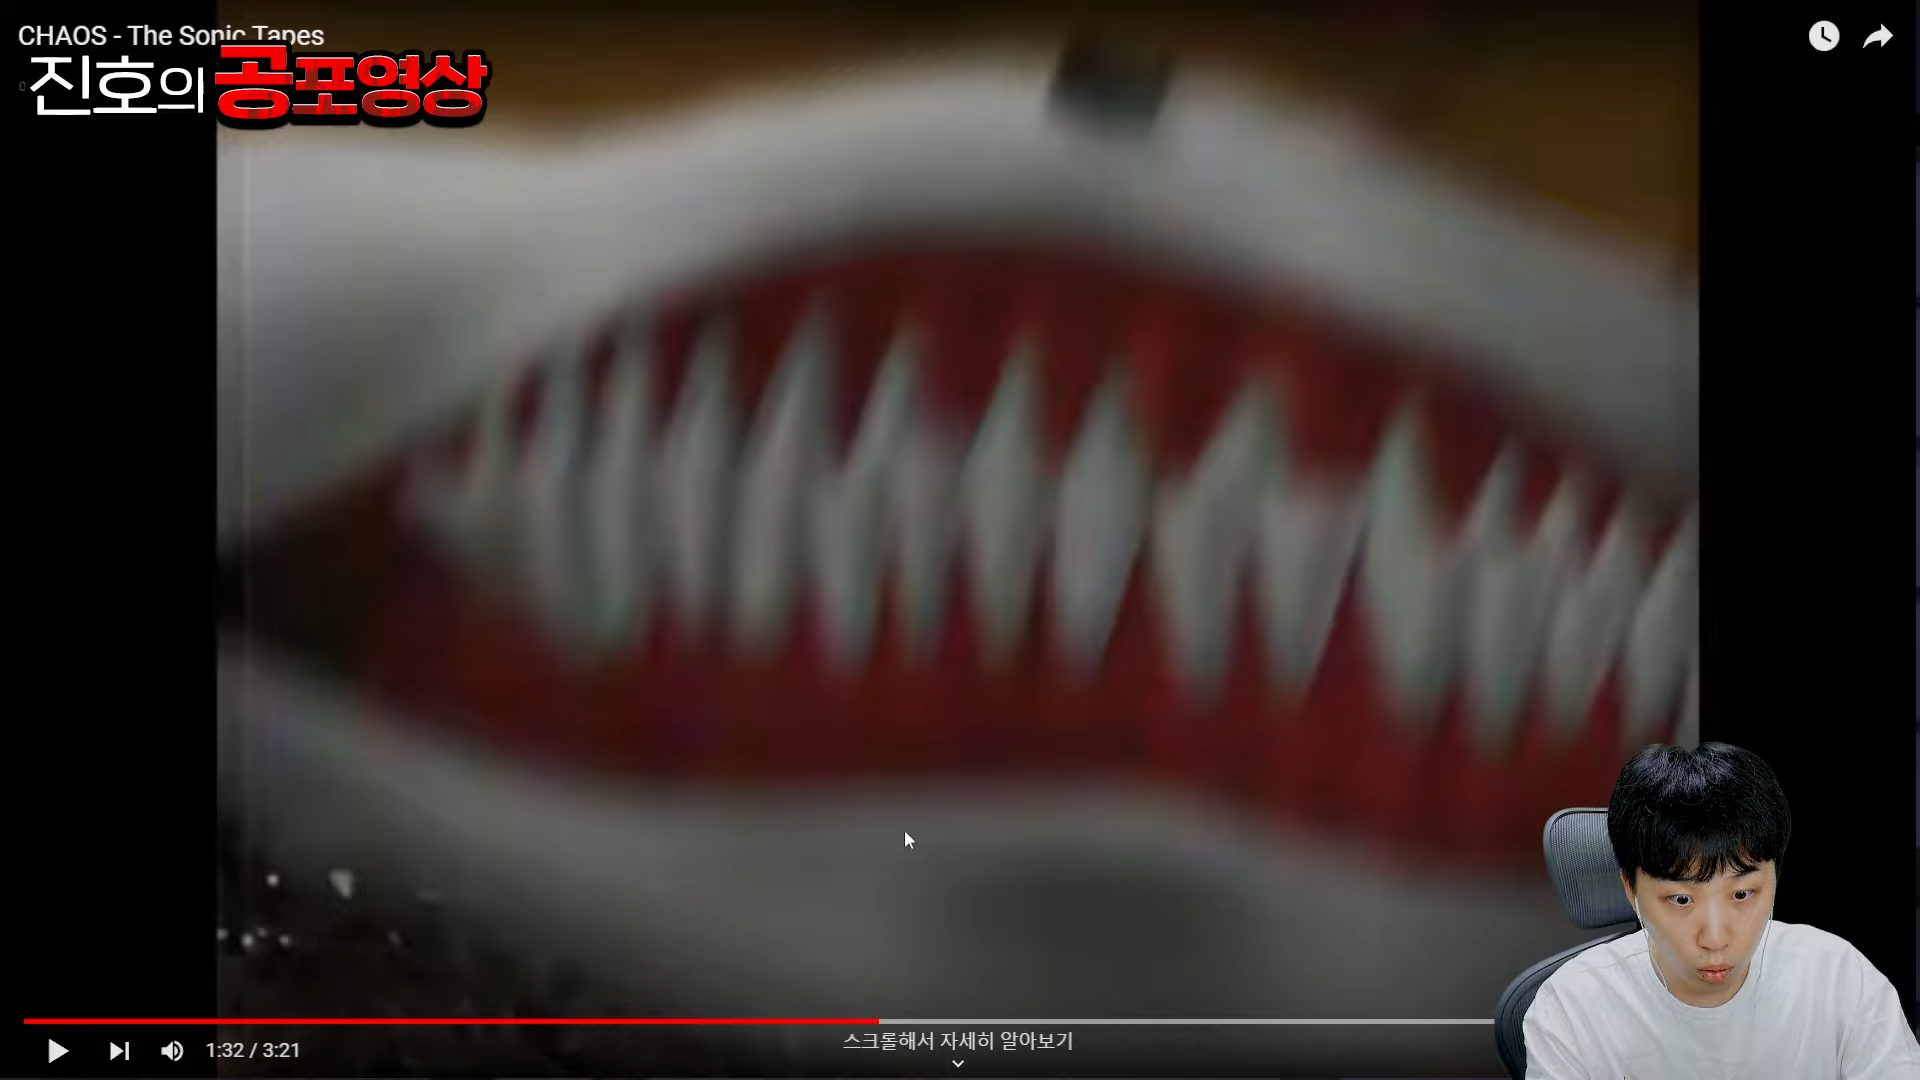 CHAOS - The Sonic Tapes
진호의 공포영상
1:32 / 3:21
스크롤해서 자세히 알아보기